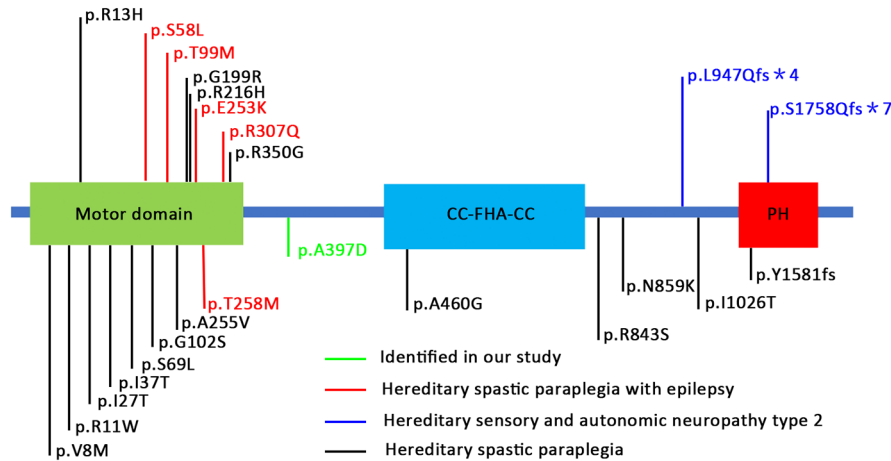 p.R13H
p.S58L
p.T99M
p.G199R
p.R216H
p.E253K
p.R307Q
p.R350G
p.L947Qfs*4
p.S1758Qfs*7
Motor domain
CC-FHA-CC
PH
p.A397D
p.T258M
p.A255V
p.G102S
p.S69L
p.I37T
p.I27T
p.R11W
p.V8M
p.A460G
p.R843S
p.N859K
p.I1026T
p.Y1581fs
Identified in our study
Hereditary spastic paraplegia with epilepsy
Hereditary sensory and autonomic neuropathy type 2
Hereditary spastic paraplegia